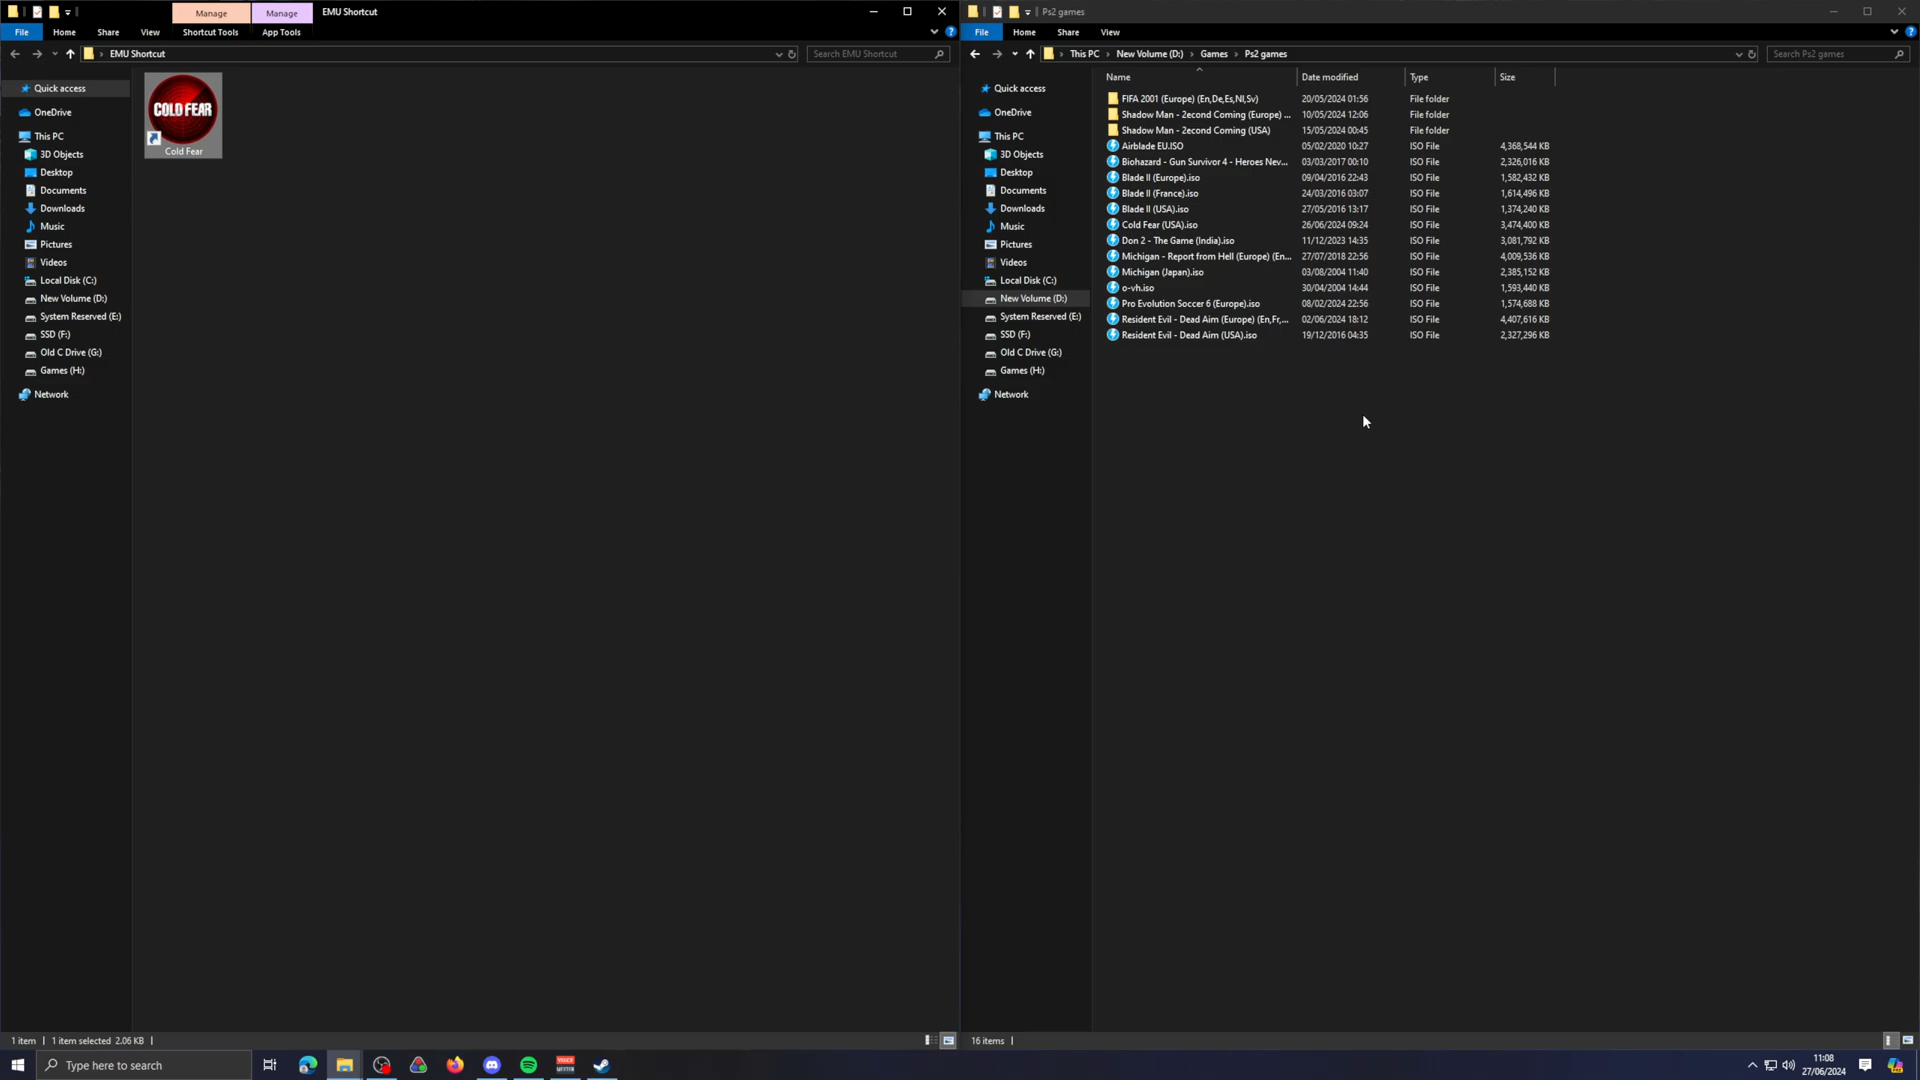 Manage
Manage
EMU Shortcut
File
Home
Share
View
Shortcut Tools
App Tools
EMU Shortcut
Search EMU Shortcut
Quick access
OneDrive
This PC
3D Objects
Desktop
Documents
Downloads
Music
Pictures
Videos
Local Disk (C:)
New Volume (D:)
System Reserved (E:)
SSD (F:)
Old C Drive (G:)
Games (H:)
Network
COLD FEAR
Cold Fear
1 item
1 item selected 2.06 KB
Ps2 games
File
Home
Share
View
This PC
New Volume (D:)
Games
Ps2 games
Search Ps2 games
Quick access
OneDrive
This PC
3D Objects
Desktop
Documents
Downloads
Music
Pictures
Videos
Local Disk (C:)
New Volume (D:)
System Reserved (E:)
SSD (F:)
Old C Drive (G:)
Games (H:)
Network
Name Date modified Type Size
FIFA 2001 (Europe) (En,De,Es,Nl,Sv) 20/05/2024 01:56 File folder
Shadow Man - 2econd Coming (Europe) ... 10/05/2024 12:06 File folder
Shadow Man - 2econd Coming (USA) 15/05/2024 00:45 File folder
Airblade EU.ISO 05/02/2020 10:27 ISO File 4,368,544 KB
Biohazard - Gun Survivor 4 - Heroes Nev... 03/03/2017 00:10 ISO File 2,326,016 KB
Blade II (Europe).iso 09/04/2016 22:43 ISO File 1,582,432 KB
Blade II (France).iso 24/03/2016 03:07 ISO File 1,614,496 KB
Blade II (USA).iso 27/05/2016 13:17 ISO File 1,374,240 KB
Cold Fear (USA).iso 26/06/2024 09:24 ISO File 3,474,400 KB
Don 2 - The Game (India).iso 11/12/2023 14:35 ISO File 3,081,792 KB
Michigan - Report from Hell (Europe) (En... 27/07/2018 22:56 ISO File 4,009,536 KB
Michigan (Japan).iso 03/08/2004 11:40 ISO File 2,385,152 KB
o-vh.iso 30/04/2004 14:44 ISO File 1,593,440 KB
Pro Evolution Soccer 6 (Europe).iso 08/02/2024 22:56 ISO File 1,574,688 KB
Resident Evil - Dead Aim (Europe) (En,Fr,... 02/06/2024 18:12 ISO File 4,407,616 KB
Resident Evil - Dead Aim (USA).iso 19/12/2016 04:35 ISO File 2,327,296 KB
16 items
Type here to search
11:08
27/06/2024